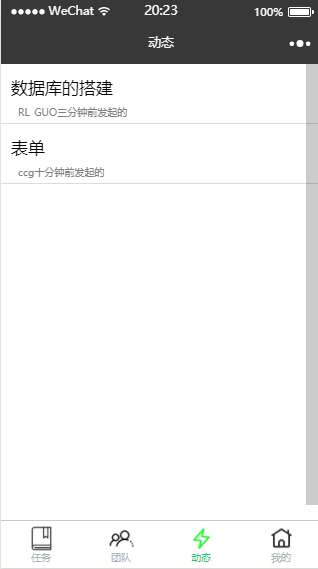 WeChat 20:23 100%
动态
数据库的搭建
RL GUO三分钟前发起的
表单
ccg十分钟前发起的
任务 团队 动态 我的